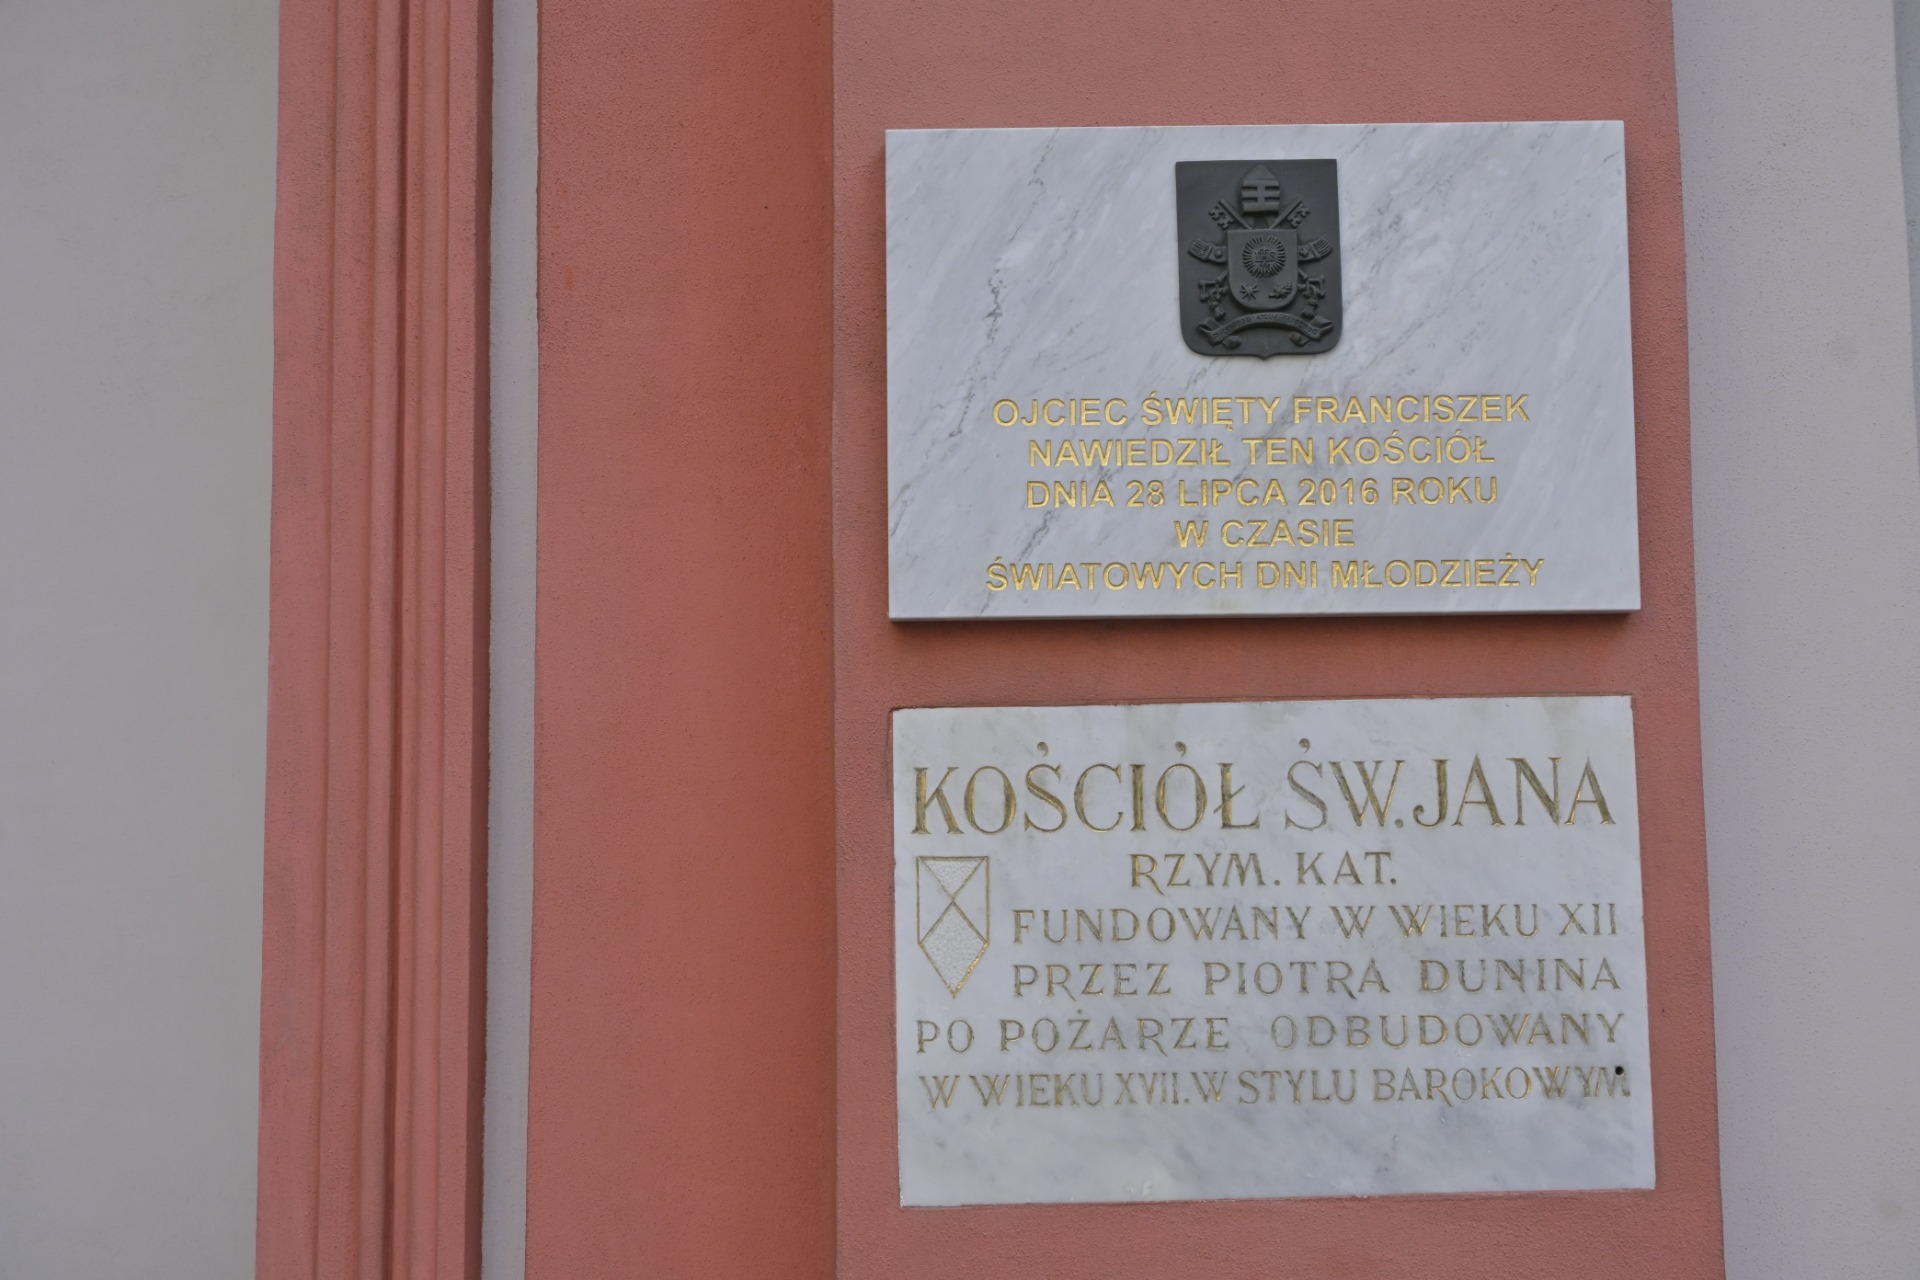 OJCIEC ŚWIĘTY FRANCISZEK
NAWIEDZIŁ TEN KOŚCIÓŁ
DNIA 28 LIPCA 2016 ROKU
W CZASIE
ŚWIATOWYCH DNI MŁODZIEŻY
KOŚCIÓŁ ŚW. JANA
RZYM. KAT.
FUNDOWANY W WIEKU XII
PRZEZ PIOTRA DUNINA
PO POŻARZE ODBUDOWANY
W WIEKU XVII. W STYLU BAROKOWYM.